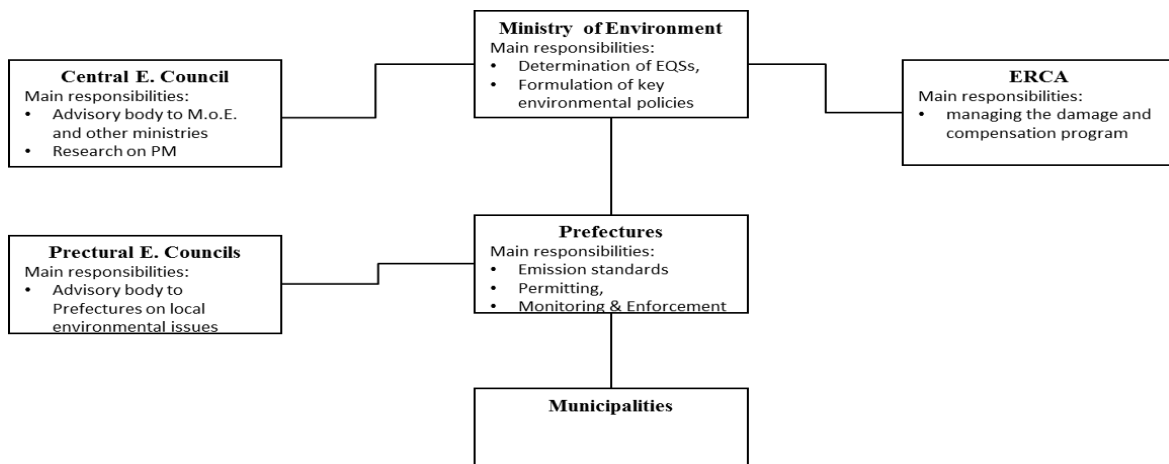 Ministry of Environment
Main responsibilities:
• Determination of EQSs,
• Formulation of key
environmental policies
Central E. Council
Main responsibilities:
• Advisory body to M.o.E.
and other ministries
• Research on PM
ERCA
Main responsibilities:
• managing the damage and
compensation program
Prefectures
Main responsibilities:
• Emission standards
• Permitting,
• Monitoring & Enforcement
Prectural E. Councils
Main responsibilities:
• Advisory body to
Prefectures on local
environmental issues
Municipalities